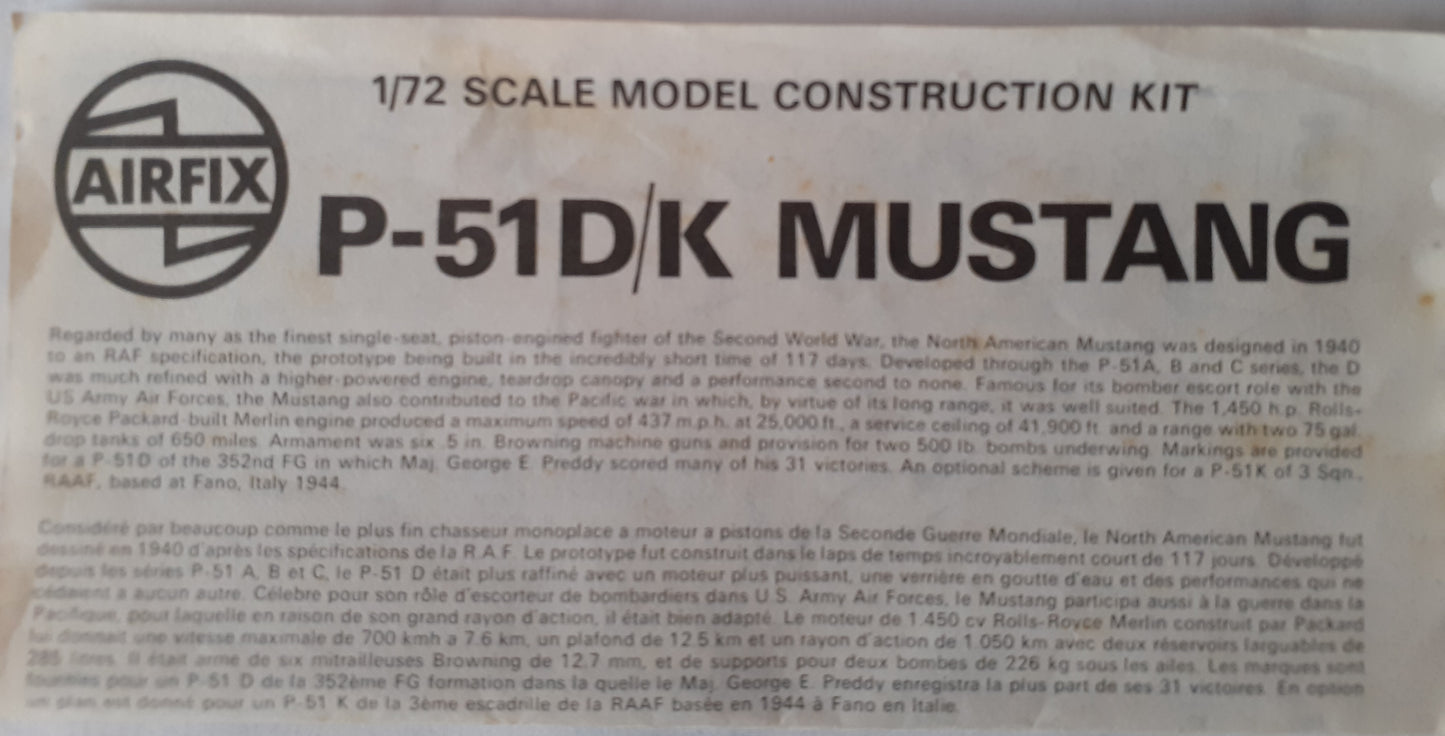 1/72 SCALE MODEL CONSTRUCTION KIT
AIRFIX
P-51D/K MUSTANG
Regarded by many as the finest single-seat, piston-engined fighter of the Second World War, the North American Mustang was designed in 1940
to an RAF specification, the prototype being built in the incredibly short time of 117 days. Developed through the P-51A, B and C series, the D
was much refined with a higher-powered engine, teardrop canopy and a performance second to none. Famous for its bomber escort role with the
US Army Air Forces, the Mustang also contributed to the Pacific war in which, by virtue of its long range, it was well suited. The 1,450 h.p. Rolls-
Royce Packard-built Merlin engine produced a maximum speed of 437 m.p.h. at 25,000 ft., a service ceiling of 41,900 ft. and a range with two 75 gal.
drop tanks of 650 miles. Armament was six .5 in. Browning machine guns and provision for two 500 lb. bombs underwing. Markings are provided
for a P-51D of the 352nd FG in which Maj. George E. Preddy scored many of his 31 victories. An optional scheme is given for a P-51K of 3 Sqn.,
RAAF, based at Fano, Italy 1944.
Considéré par beaucoup comme le plus fin chasseur monoplace a moteur a pistons de la Seconde Guerre Mondiale, le North American Mustang fut
dessiné en 1940 d'après les spécifications de la R.A.F. Le prototype fut construit dans le laps de temps incroyablement court de 117 jours. Développé
depuis les séries P-51 A, B et C, le P-51 D était plus raffiné avec un moteur plus puissant, une verrière en goutte d'eau et des performances qui ne
cédaient a aucun autre. Célebre pour son rôle d'escorteur de bombardiers dans U.S. Army Air Forces, le Mustang participa aussi à la guerre dans la
Pacifique, pour laquelle en raison de son grand rayon d'action, il était bien adapté. Le moteur de 1.450 cv Rolls-Royce Merlin construit par Packard
lui donnait une vitesse maximale de 700 kmh a 7.6 km, un plafond de 12.5 km et un rayon d'action de 1.050 km avec deux réservoirs larguables de
285 litres. Il était armé de six mitrailleuses Browning de 12.7 mm, et de supports pour deux bombes de 226 kg sous les ailes. Les marques sont
fournies pour un P-51 D de la 352ème FG formation dans la quelle le Maj. George E. Preddy enregistra la plus part de ses 31 victoires. En option
un plan est donné pour un P-51 K de la 3ème escadrille de la RAAF basée en 1944 à Fano en Italie.